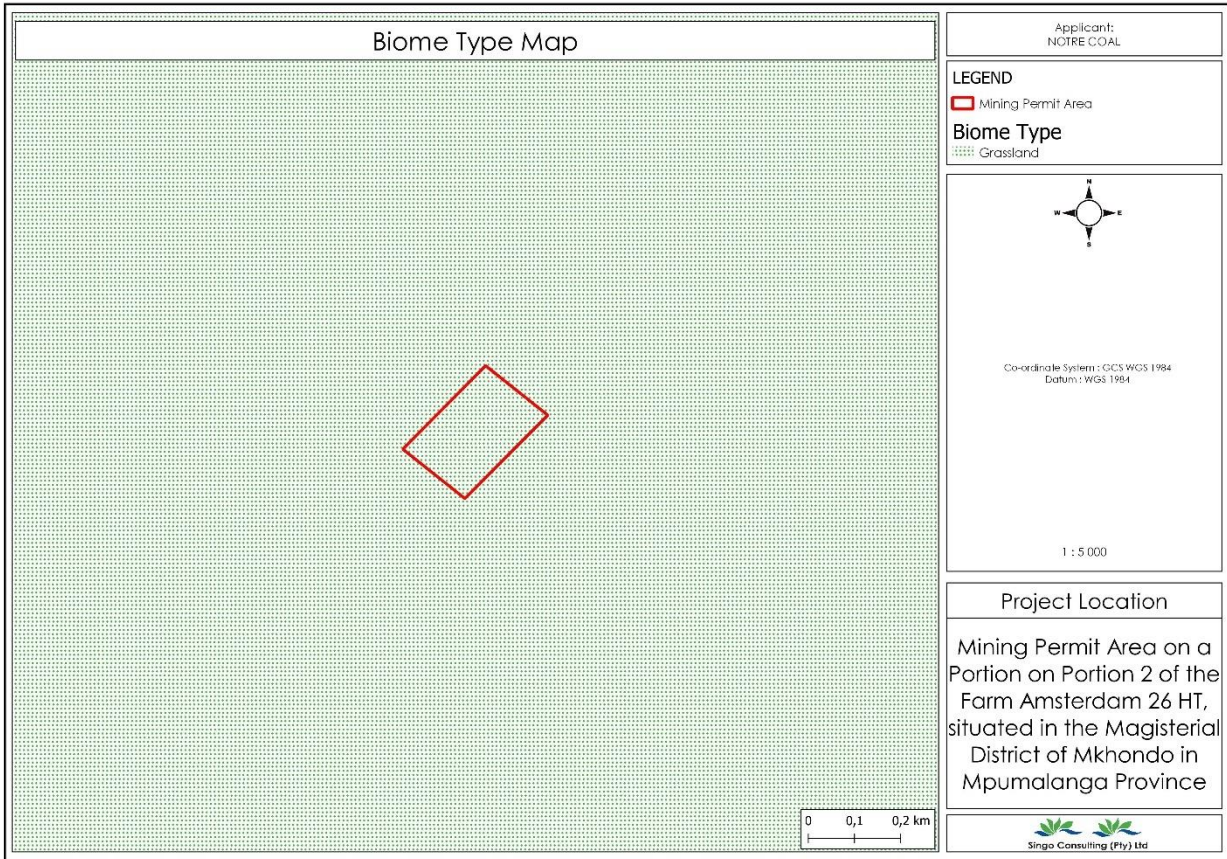 Biome Type Map
Applicant:
NOTRE COAL
LEGEND
Mining Permit Area
Biome Type
Grassland
N
W E
S
Co-ordinate System : GCS WGS 1984
Datum : WGS 1984
1 : 5 000
Project Location
Mining Permit Area on a
Portion on Portion 2 of the
Farm Amsterdam 26 HT,
situated in the Magisterial
District of Mkhondo in
Mpumalanga Province
0 0,1 0,2 km
Singo Consulting (Pty) Ltd